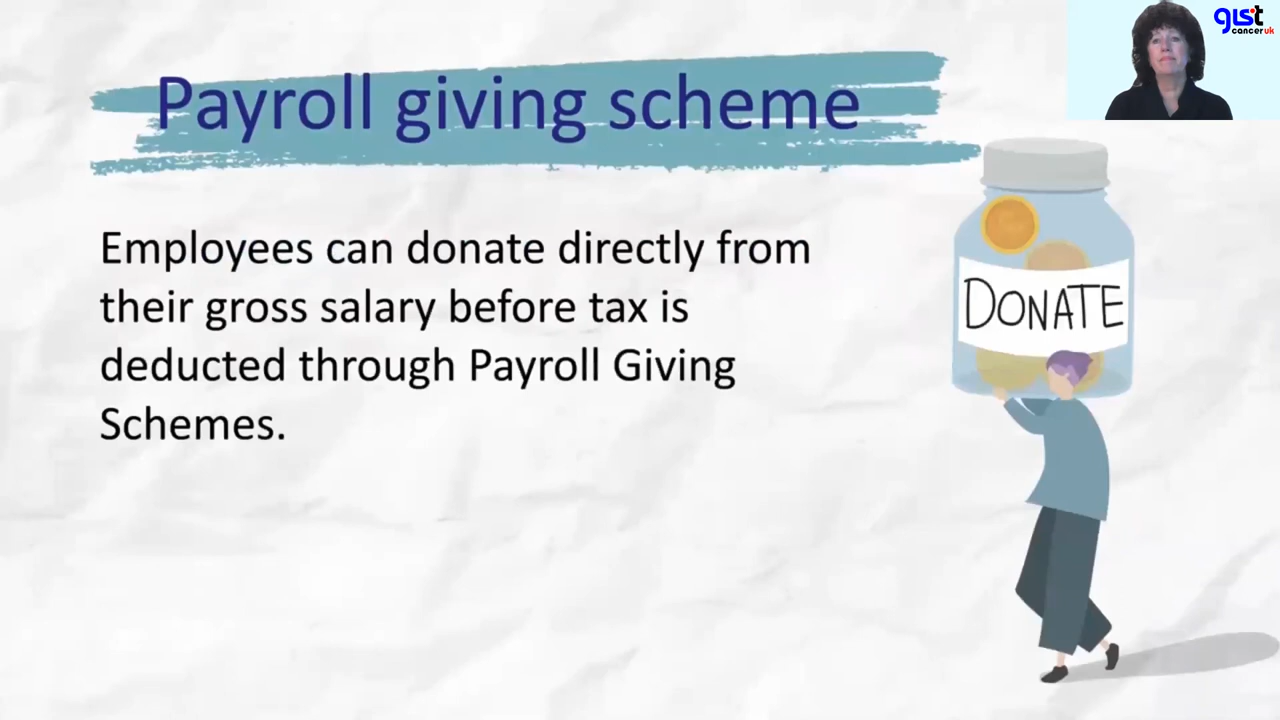 Payroll giving scheme
gist
cancer uk
Employees can donate directly from
their gross salary before tax is
deducted through Payroll Giving
Schemes.
DONATE